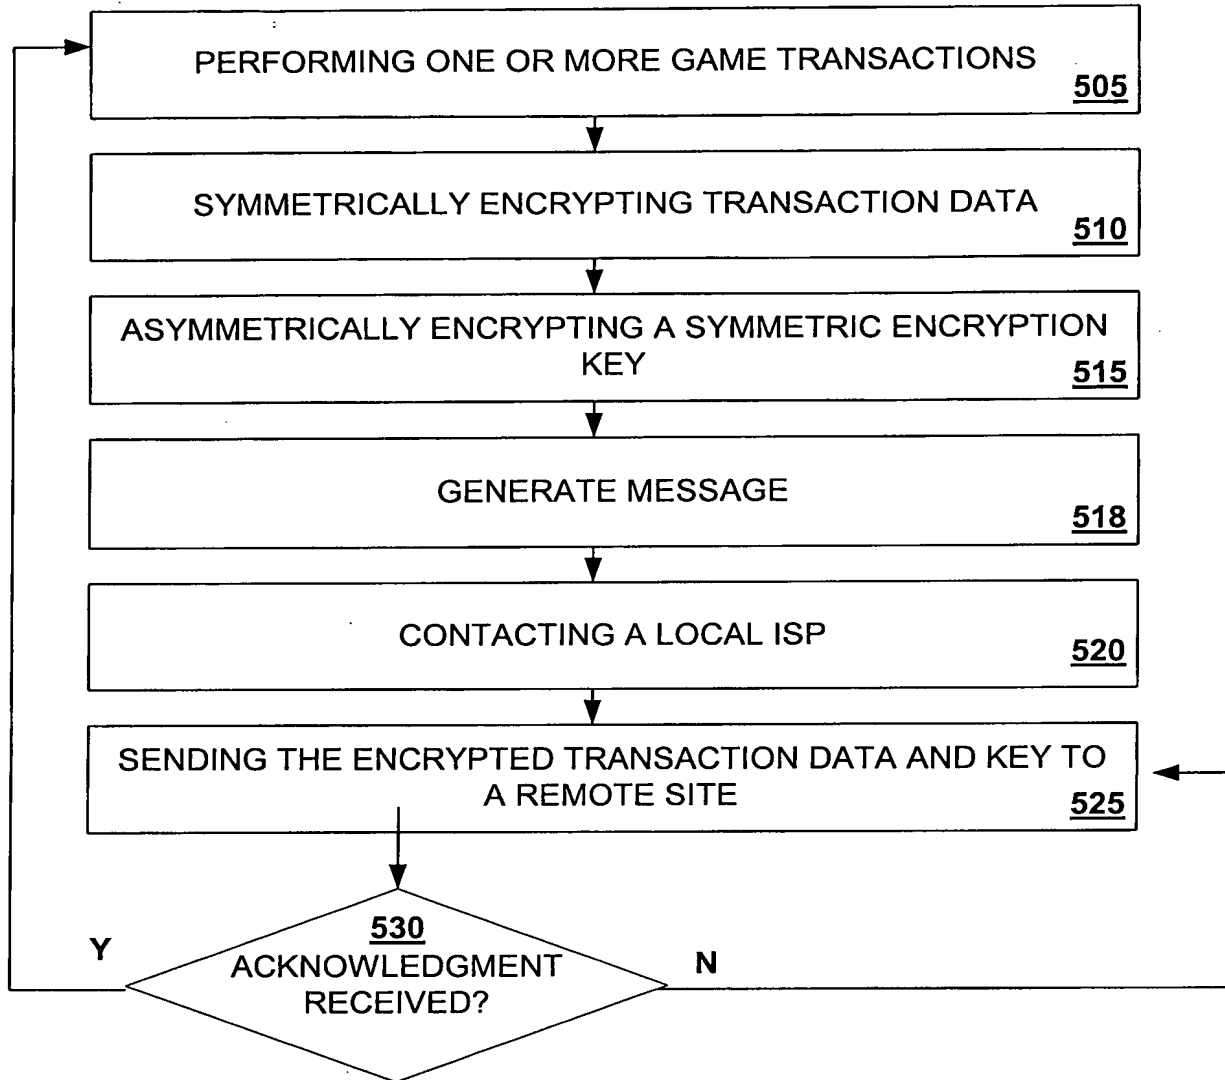 PERFORMING ONE OR MORE GAME TRANSACTIONS
505
SYMMETRICALLY ENCRYPTING TRANSACTION DATA
510
ASYMMETRICALLY ENCRYPTING A SYMMETRIC ENCRYPTION
KEY
515
GENERATE MESSAGE
518
CONTACTING A LOCAL ISP
520
SENDING THE ENCRYPTED TRANSACTION DATA AND KEY TO
A REMOTE SITE
525
530
Y
ACKNOWLEDGMENT
N
RECEIVED?